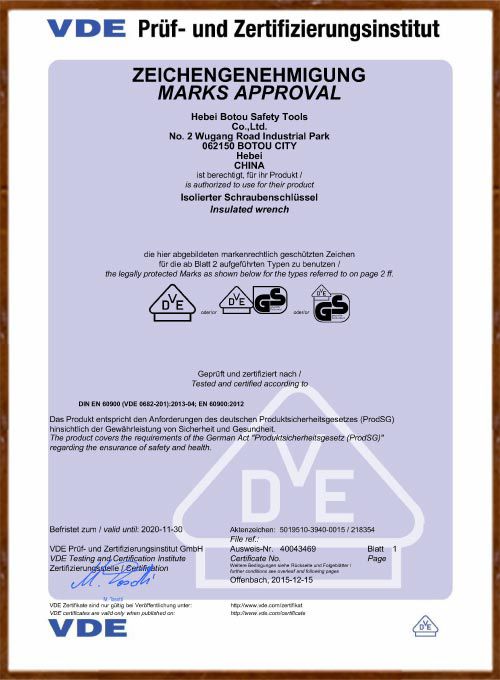 VDE Prüf- und Zertifizierungsinstitut
ZEICHENGENEHMIGUNG
MARKS APPROVAL
Hebei Botou Safety Tools
Co.,Ltd.
No. 2 Wugang Road Industrial Park
062150 BOTOU CITY
Hebei
CHINA
ist berechtigt, für ihr Produkt /
is authorized to use for their product
Isolierter Schraubenschlüssel
Insulated wrench
die hier abgebildeten markenrechtlich geschützten Zeichen
für die ab Blatt 2 aufgeführten Typen zu benutzen /
the legally protected Marks as shown below for the types referred to on page 2 ff.
VDE oder/or VDE GS oder/or VDE GS
Geprüft und zertifiziert nach /
Tested and certified according to
DIN EN 60900 (VDE 0682-201):2013-04; EN 60900:2012
Das Produkt entspricht den Anforderungen des deutschen Produktsicherheitsgesetzes (ProdSG)
hinsichtlich der Gewährleistung von Sicherheit und Gesundheit.
The product covers the requirements of the German Act "Produktsicherheitsgesetz (ProdSG)"
regarding the ensurance of safety and health.
VDE
Befristet zum / valid until: 2020-11-30
Aktenzeichen: 5019510-3940-0015 / 218354
File ref.:
VDE Prüf- und Zertifizierungsinstitut GmbH
Ausweis-Nr. 40043469 Blatt 1
VDE Testing and Certification Institute
Certificate No. Page
Zertifizierungsstelle / Certification
Weitere Bedingungen siehe Rückseite und Folgeblätter /
further conditions see overleaf and following pages
Offenbach, 2015-12-15
VDE Zertifikate sind nur gültig bei Veröffentlichung unter: http://www.vde.com/zertifikat
VDE certificates are valid only when published on: http://www.vde.com/certificate
VDE
VDE